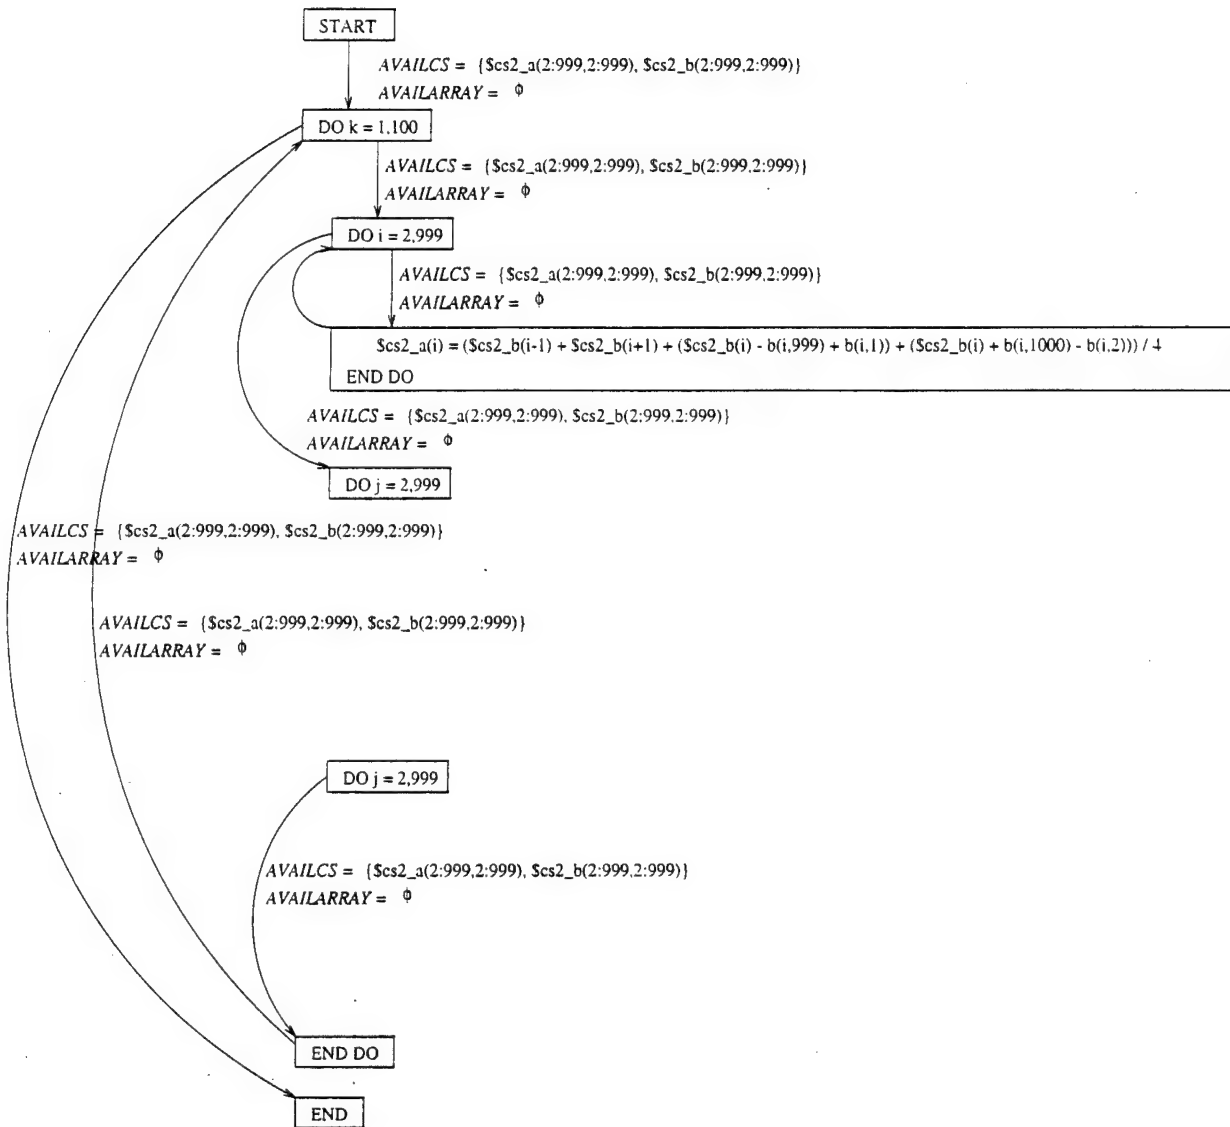 START
AVAILCS = {$cs2_a(2:999,2:999), $cs2_b(2:999,2:999)}
AVAILARRAY = ϕ
DO k = 1,100
AVAILCS = {$cs2_a(2:999,2:999), $cs2_b(2:999,2:999)}
AVAILARRAY = ϕ
DO i = 2,999
AVAILCS = {$cs2_a(2:999,2:999), $cs2_b(2:999,2:999)}
AVAILARRAY = ϕ
$cs2_a(i) = ($cs2_b(i-1) + $cs2_b(i+1) + ($cs2_b(i) - b(i,999) + b(i,1)) + ($cs2_b(i) + b(i,1000) - b(i,2))) / 4
END DO
AVAILCS = {$cs2_a(2:999,2:999), $cs2_b(2:999,2:999)}
AVAILARRAY = ϕ
DO j = 2,999
AVAILCS = {$cs2_a(2:999,2:999), $cs2_b(2:999,2:999)}
AVAILARRAY = ϕ
AVAILCS = {$cs2_a(2:999,2:999), $cs2_b(2:999,2:999)}
AVAILARRAY = ϕ
DO j = 2,999
AVAILCS = {$cs2_a(2:999,2:999), $cs2_b(2:999,2:999)}
AVAILARRAY = ϕ
END DO
END